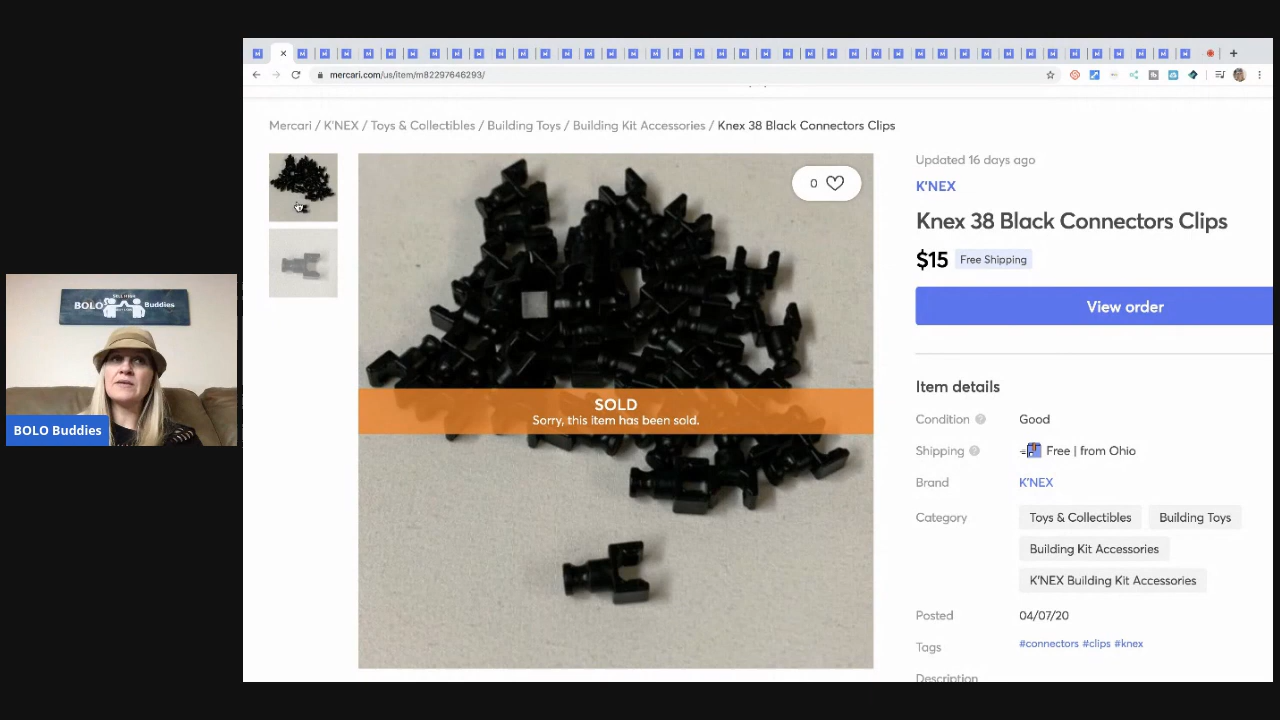 mercari.com/us/item/m82297646293/
Mercari / K'NEX / Toys & Collectibles / Building Toys / Building Kit Accessories / Knex 38 Black Connectors Clips
0
Updated 16 days ago
K'NEX
Knex 38 Black Connectors Clips
$15 Free Shipping
View order
SOLD
Sorry, this item has been sold.
Item details
Condition Good
Shipping Free | from Ohio
Brand K'NEX
Category Toys & Collectibles Building Toys
Building Kit Accessories
K'NEX Building Kit Accessories
Posted 04/07/20
Tags #connectors #clips #knex
Description
BOLO Buddies
BOLO Buddies